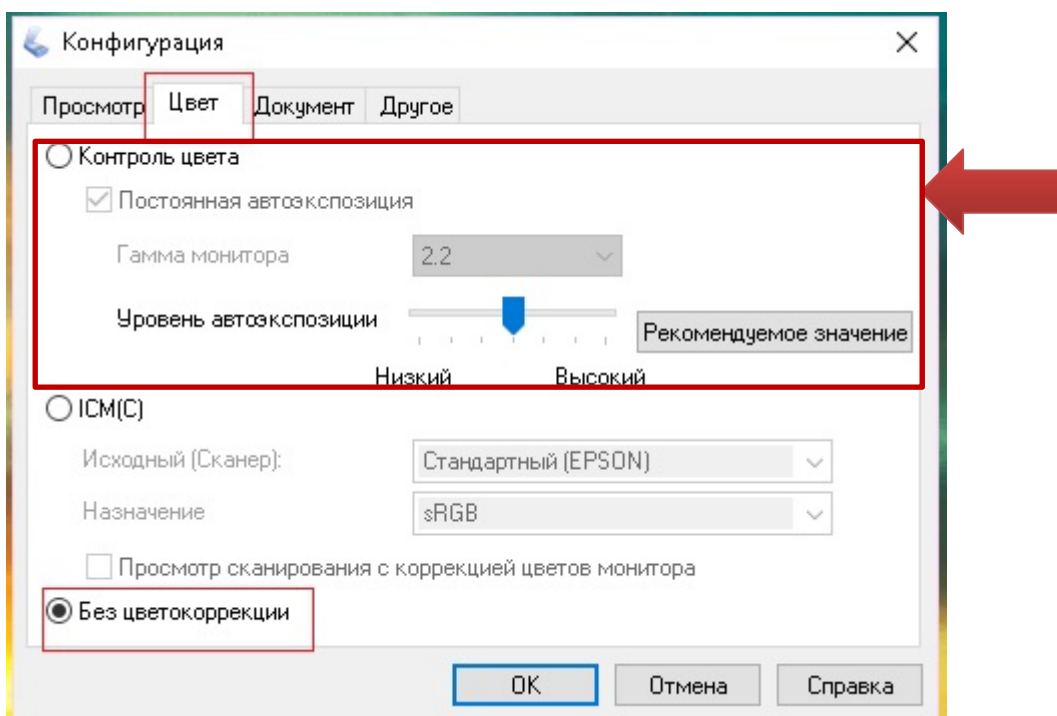 Конфигурация
Просмотр Цвет Документ Другое
Контроль цвета
Постоянная автоэкспозиция
Гамма монитора 2.2
Уровень автоэкспозиции Рекомендуемое значение
Низкий Высокий
ICM(C)
Исходный (Сканер): Стандартный (EPSON)
Назначение sRGB
Просмотр сканирования с коррекцией цветов монитора
Без цветокоррекции
OK Отмена Справка